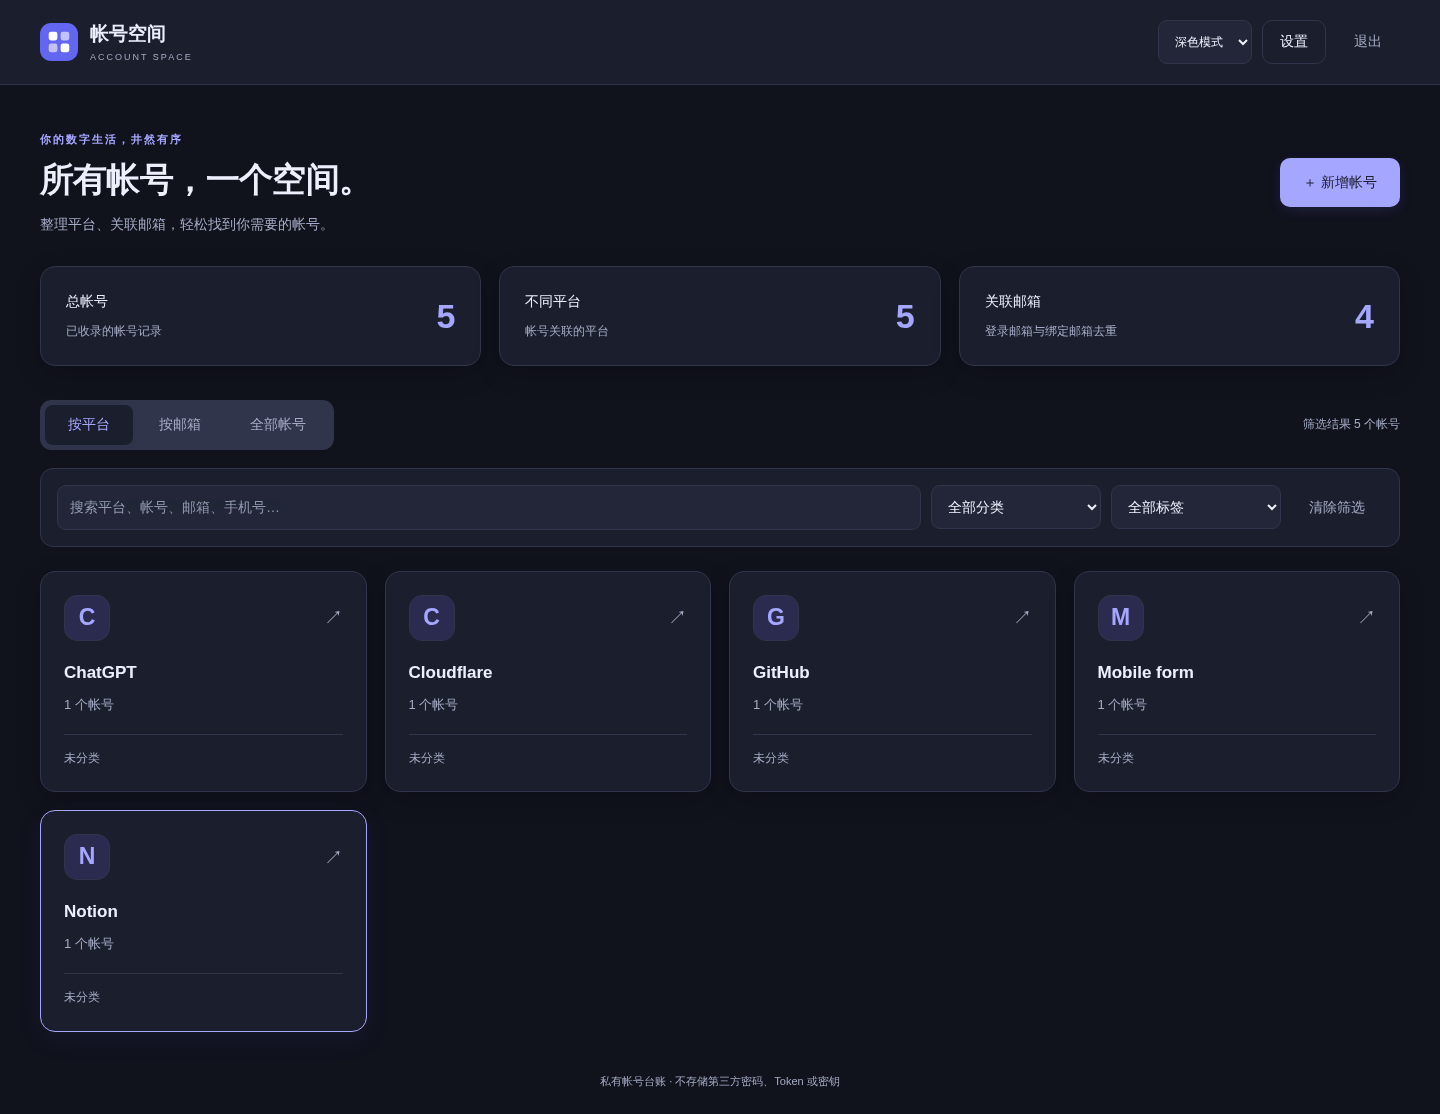 帐号空间
ACCOUNT SPACE
深色模式
设置
退出
你的数字生活，井然有序
所有帐号，一个空间。
整理平台、关联邮箱，轻松找到你需要的帐号。
＋ 新增帐号
总帐号
已收录的帐号记录
5
不同平台
帐号关联的平台
5
关联邮箱
登录邮箱与绑定邮箱去重
4
按平台
按邮箱
全部帐号
筛选结果 5 个帐号
搜索平台、帐号、邮箱、手机号…
全部分类
全部标签
清除筛选
C
ChatGPT
1 个帐号
未分类
C
Cloudflare
1 个帐号
未分类
G
GitHub
1 个帐号
未分类
M
Mobile form
1 个帐号
未分类
N
Notion
1 个帐号
未分类
私有帐号台账 · 不存储第三方密码、Token 或密钥